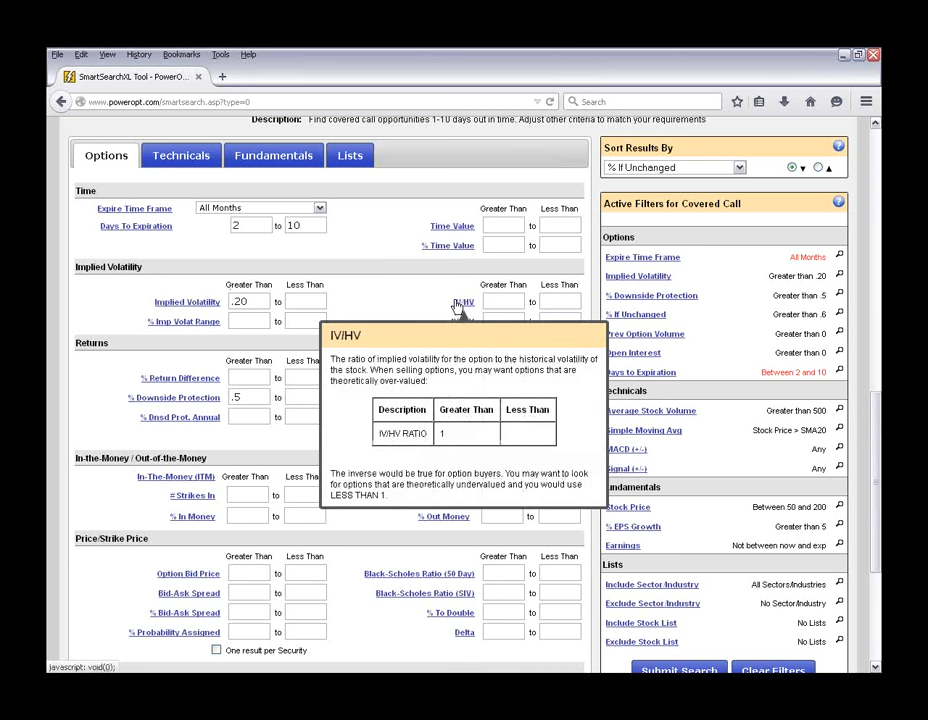 File Edit View History Bookmarks Tools Help
SmartSearchXL Tool - PowerO... × +
www.poweropt.com/smartsearch.asp?type=0 Search
Description: Find covered call opportunities 1-10 days out in time. Adjust other criteria to match your requirements
Options Technicals Fundamentals Lists
Time
Expire Time Frame All Months Greater Than Less Than
Days To Expiration 2 to 10 Time Value to
% Time Value to
Implied Volatility
Greater Than Less Than Greater Than Less Than
Implied Volatility .20 to IV/HV to
% Imp Volat Range to
IV/HV
The ratio of implied volatility for the option to the historical volatility of
the stock. When selling options, you may want options that are
theoretically over-valued:
Description Greater Than Less Than
IV/HV RATIO 1
The inverse would be true for option buyers. You may want to look
for options that are theoretically undervalued and you would use
LESS THAN 1.
Returns
Greater Than Less Than
% Return Difference to
% Downside Protection .5 to
% Dnsd Prot. Annual to
In-the-Money / Out-of-the-Money
In-The-Money (ITM) Greater Than Less Than
# Strikes In to
% In Money to % Out Money to
Price/Strike Price
Greater Than Less Than Greater Than Less Than
Option Bid Price to Black-Scholes Ratio (50 Day) to
Bid-Ask Spread to Black-Scholes Ratio (SIV) to
% Bid-Ask Spread to % To Double to
% Probability Assigned to Delta to
One result per Security
Sort Results By ?
% If Unchanged
Active Filters for Covered Call ?
Options
Expire Time Frame All Months
Implied Volatility Greater than .20
% Downside Protection Greater than .5
% If Unchanged Greater than .6
Prev Option Volume Greater than 0
Open Interest Greater than 0
Days to Expiration Between 2 and 10
Technicals
Average Stock Volume Greater than 500
Simple Moving Avg Stock Price > SMA20
MACD (+/-) Any
Signal (+/-) Any
Fundamentals
Stock Price Between 50 and 200
% EPS Growth Greater than 5
Earnings Not between now and exp
Lists
Include Sector/Industry All Sectors/Industries
Exclude Sector/Industry No Sector/Industry
Include Stock List No Lists
Exclude Stock List No Lists
Submit Search Clear Filters
javascript: void(0);